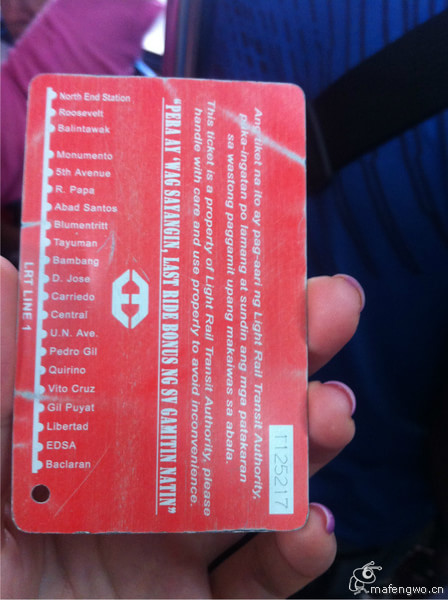 North End Station
Roosevelt
Balintawak
Monumento
5th Avenue
R. Papa
Abad Santos
Blumentritt
Tayuman
Bambang
D. Jose
Carriedo
Central
U.N. Ave.
Pedro Gil
Quirino
Vito Cruz
Gil Puyat
Libertad
EDSA
Baclaran
LRT LINE 1
Ang tiket na ito ay pag-aari ng Light Rail Transit Authority,
paka-ingatan po lamang at sundin ang mga patakaran
sa wastong paggamit upang makaiwas sa abala.
This ticket is a property of Light Rail Transit Authority, please
handle with care and use properly to avoid inconvenience.
"PERA AY 'WAG SAYANGIN, LAST RIDE BONUS NG SV GAMITIN NATIN"
1125217
mafengwo.cn